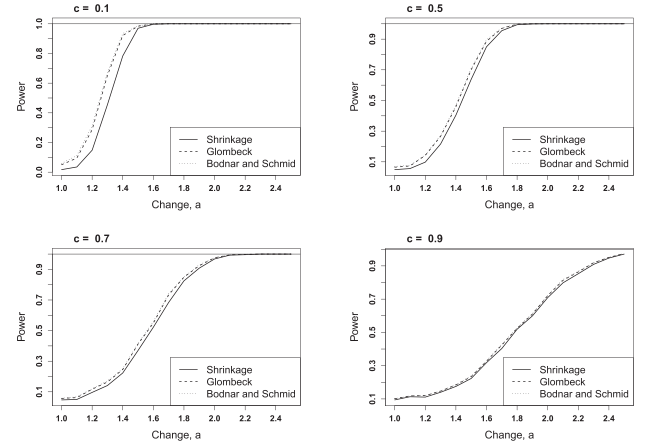 c = 0.1
Power
1.0
0.8
0.6
0.4
0.2
0.0
Shrinkage
Glombeck
Bodnar and Schmid
1.0 1.2 1.4 1.6 1.8 2.0 2.2 2.4
Change, a
c = 0.5
Power
0.9
0.7
0.5
0.3
0.1
Shrinkage
Glombeck
Bodnar and Schmid
1.0 1.2 1.4 1.6 1.8 2.0 2.2 2.4
Change, a
c = 0.7
Power
0.9
0.7
0.5
0.3
0.1
Shrinkage
Glombeck
Bodnar and Schmid
1.0 1.2 1.4 1.6 1.8 2.0 2.2 2.4
Change, a
c = 0.9
Power
0.9
0.7
0.5
0.3
0.1
Shrinkage
Glombeck
Bodnar and Schmid
1.0 1.2 1.4 1.6 1.8 2.0 2.2 2.4
Change, a